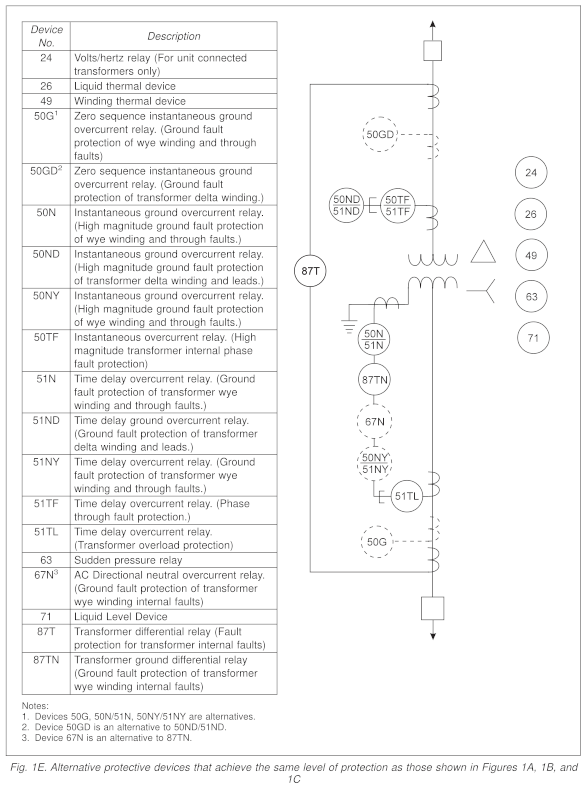 Device No.
Description
24
Volts/hertz relay (For unit connected
transformers only)
26
Liquid thermal device
49
Winding thermal device
50G1
Zero sequence instantaneous ground
overcurrent relay. (Ground fault
protection of wye winding and through
faults)
50GD2
Zero sequence instantaneous ground
overcurrent relay. (Ground fault
protection of transformer delta winding.)
50N
Instantaneous ground overcurrent relay.
(High magnitude ground fault protection
of wye winding and through faults.)
50ND
Instantaneous ground overcurrent relay.
(High magnitude ground fault protection
of transformer delta winding and leads.)
50NY
Instantaneous ground overcurrent relay.
(High magnitude ground fault protection
of wye winding and through faults.)
50TF
Instantaneous overcurrent relay. (High
magnitude transformer internal phase
fault protection)
51N
Time delay overcurrent relay. (Ground
fault protection of transformer wye
winding and through faults.)
51ND
Time delay ground overcurrent relay.
(Ground fault protection of transformer
delta winding and leads.)
51NY
Time delay overcurrent relay. (Ground
fault protection of transformer wye
winding and through faults.)
51TF
Time delay overcurrent relay. (Phase
through fault protection.)
51TL
Time delay overcurrent relay.
(Transformer overload protection)
63
Sudden pressure relay
67N3
AC Directional neutral overcurrent relay.
(Ground fault protection of transformer
wye winding internal faults)
71
Liquid Level Device
87T
Transformer differential relay (Fault
protection for transformer internal faults)
87TN
Transformer ground differential relay
(Ground fault protection of transformer
wye winding internal faults)
Notes:
1. Devices 50G, 50N/51N, 50NY/51NY are alternatives.
2. Device 50GD is an alternative to 50ND/51ND.
3. Device 67N is an alternative to 87TN.
50GD
50ND
51ND
50TF
51TF
87T
50N
51N
87TN
67N
50NY
51NY
51TL
50G
24
26
49
63
71
Fig. 1E. Alternative protective devices that achieve the same level of protection as those shown in Figures 1A, 1B, and
1C